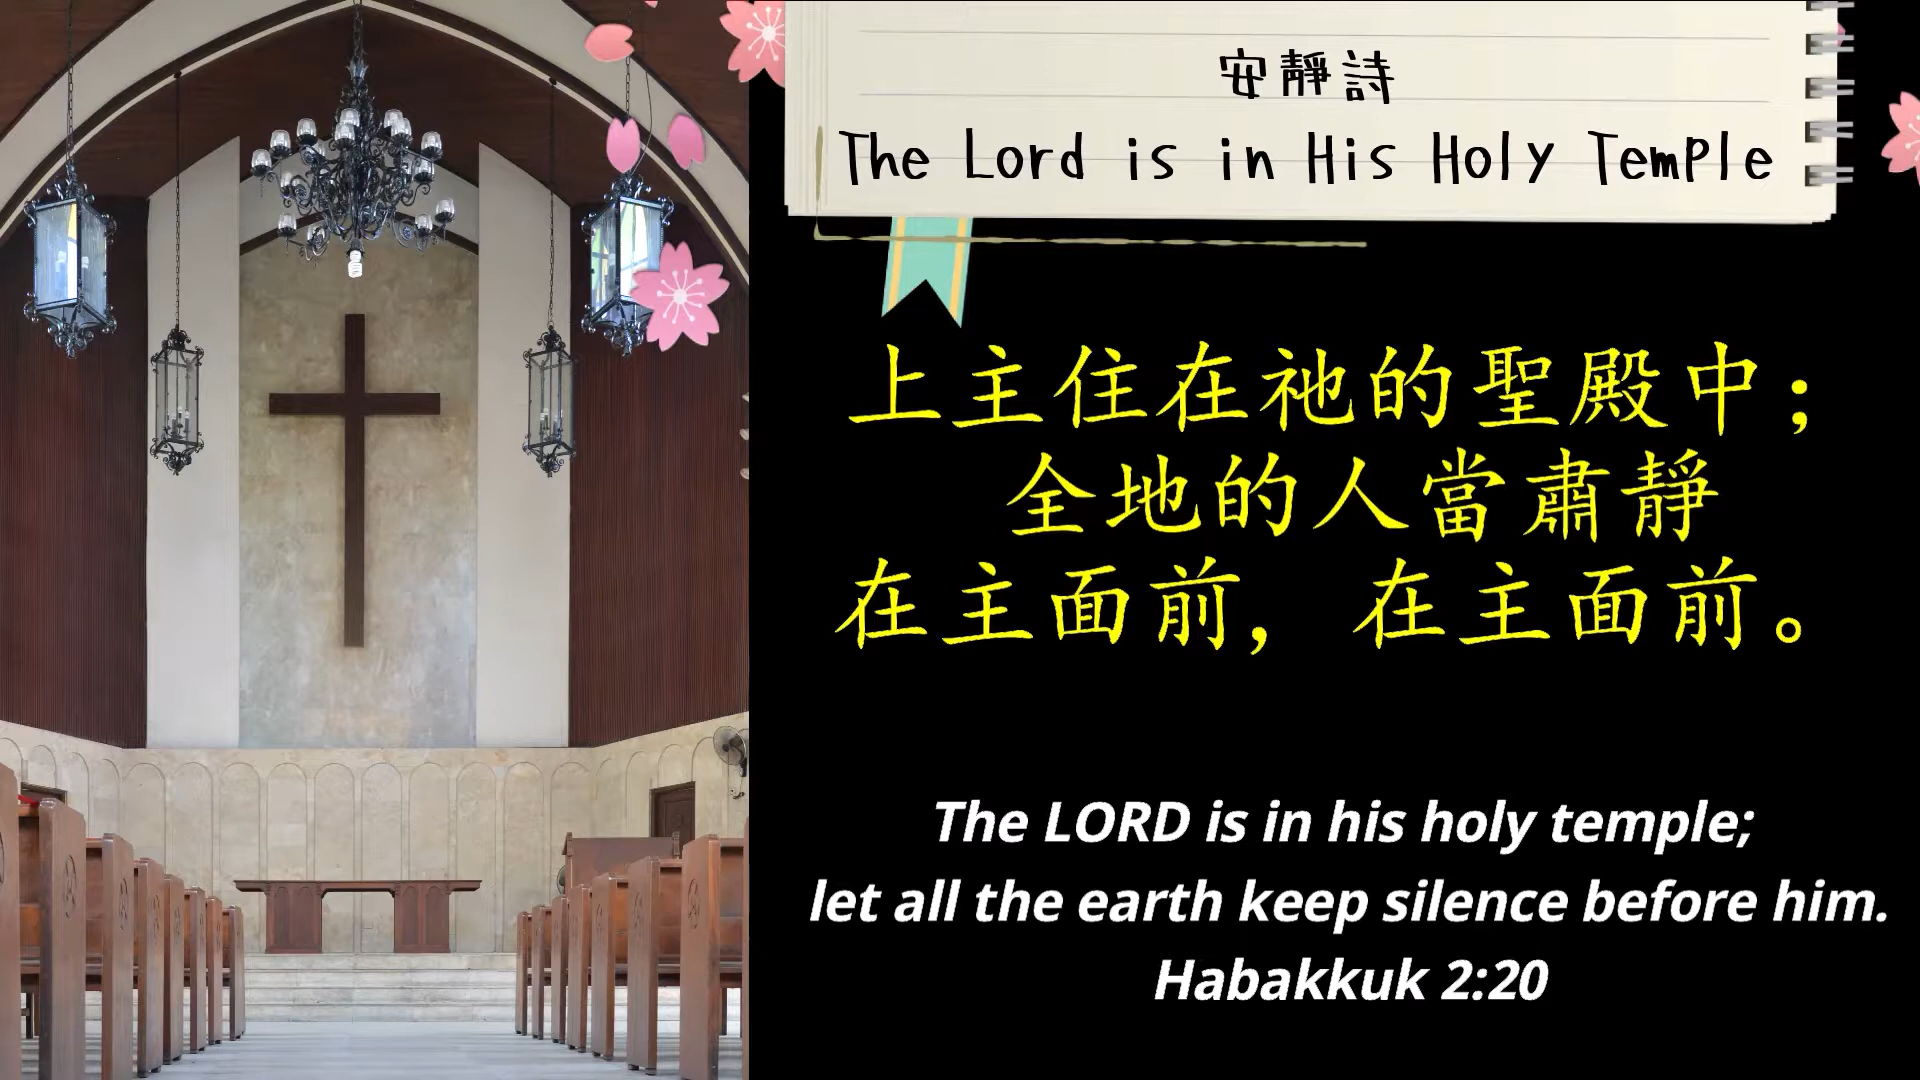 安靜詩
The Lord is in His Holy Temple
上主住在祂的聖殿中；
全地的人當肅靜
在主面前，在主面前。
The LORD is in his holy temple;
let all the earth keep silence before him.
Habakkuk 2:20